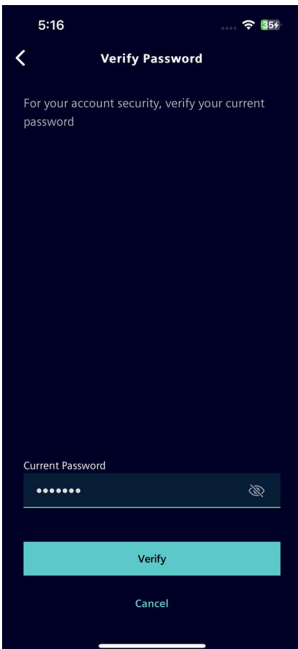 5:16
35
Verify Password
For your account security, verify your current
password
Current Password
•••••••
Verify
Cancel